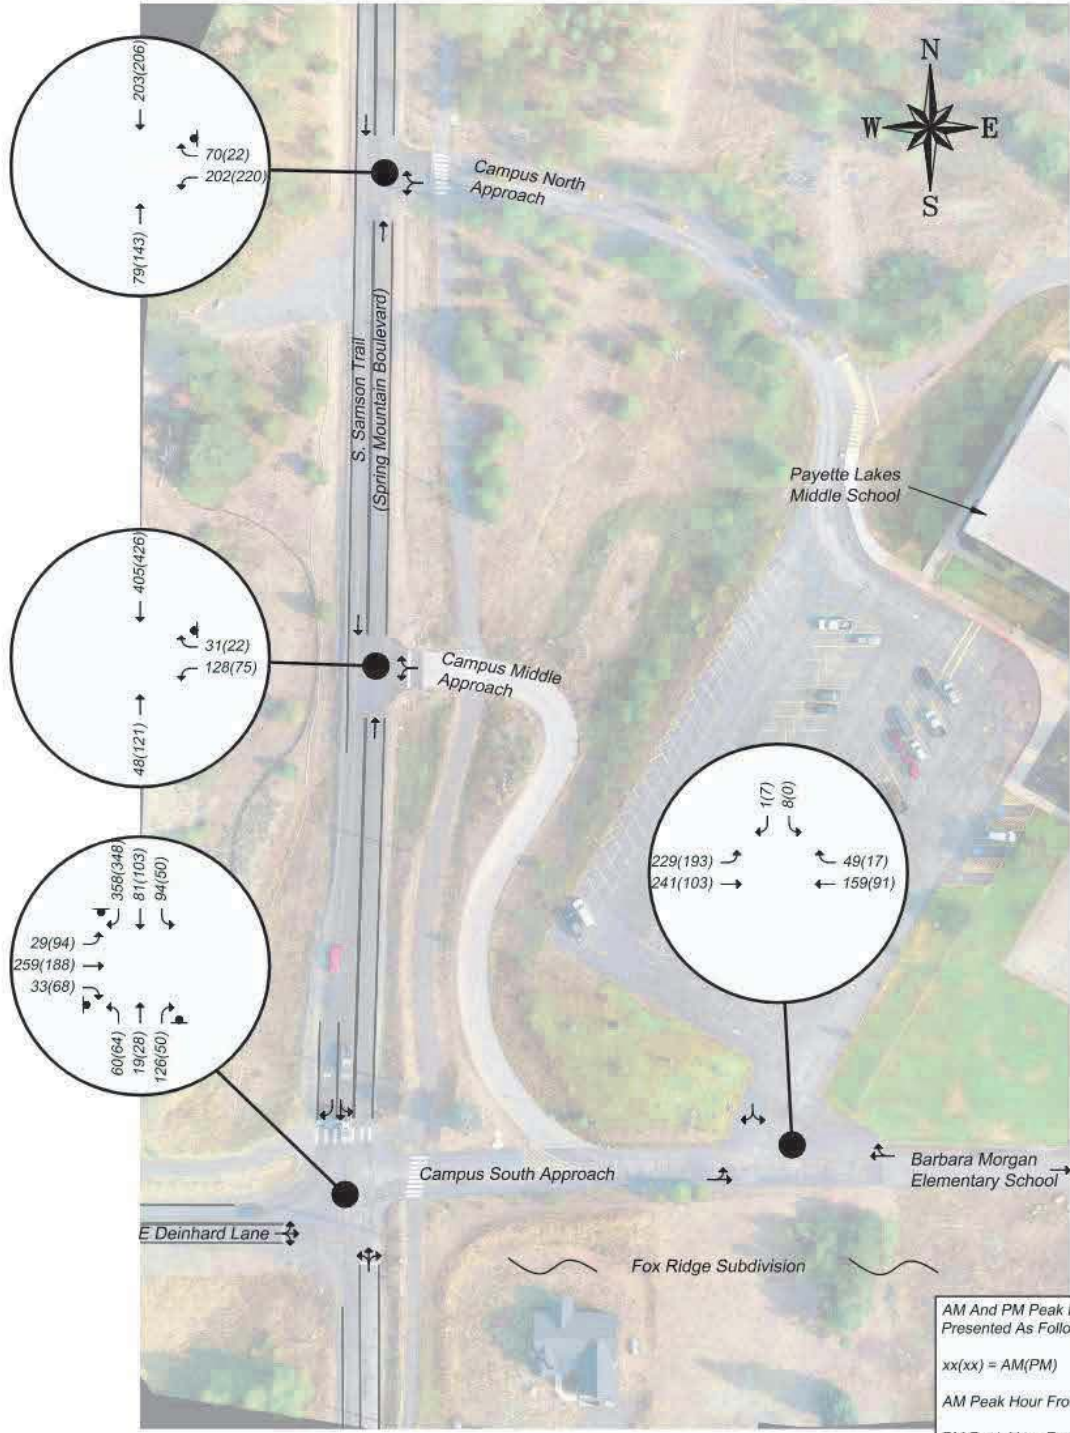 N
W E
S
203(206)
70(22)
202(220)
79(143)
Campus North
Approach
S. Samson Trail
(Spring Mountain Boulevard)
Payette Lakes
Middle School
405(426)
31(22)
128(75)
48(121)
Campus Middle
Approach
358(348)
81(103)
94(50)
29(94)
259(188)
33(68)
60(64)
19(28)
126(50)
1(7)
8(0)
229(193)
241(103)
49(17)
159(91)
Campus South Approach
Barbara Morgan
Elementary School
E Deinhard Lane
Fox Ridge Subdivision
AM And PM Peak
Presented As Follo
xx(xx) = AM(PM)
AM Peak Hour Fro